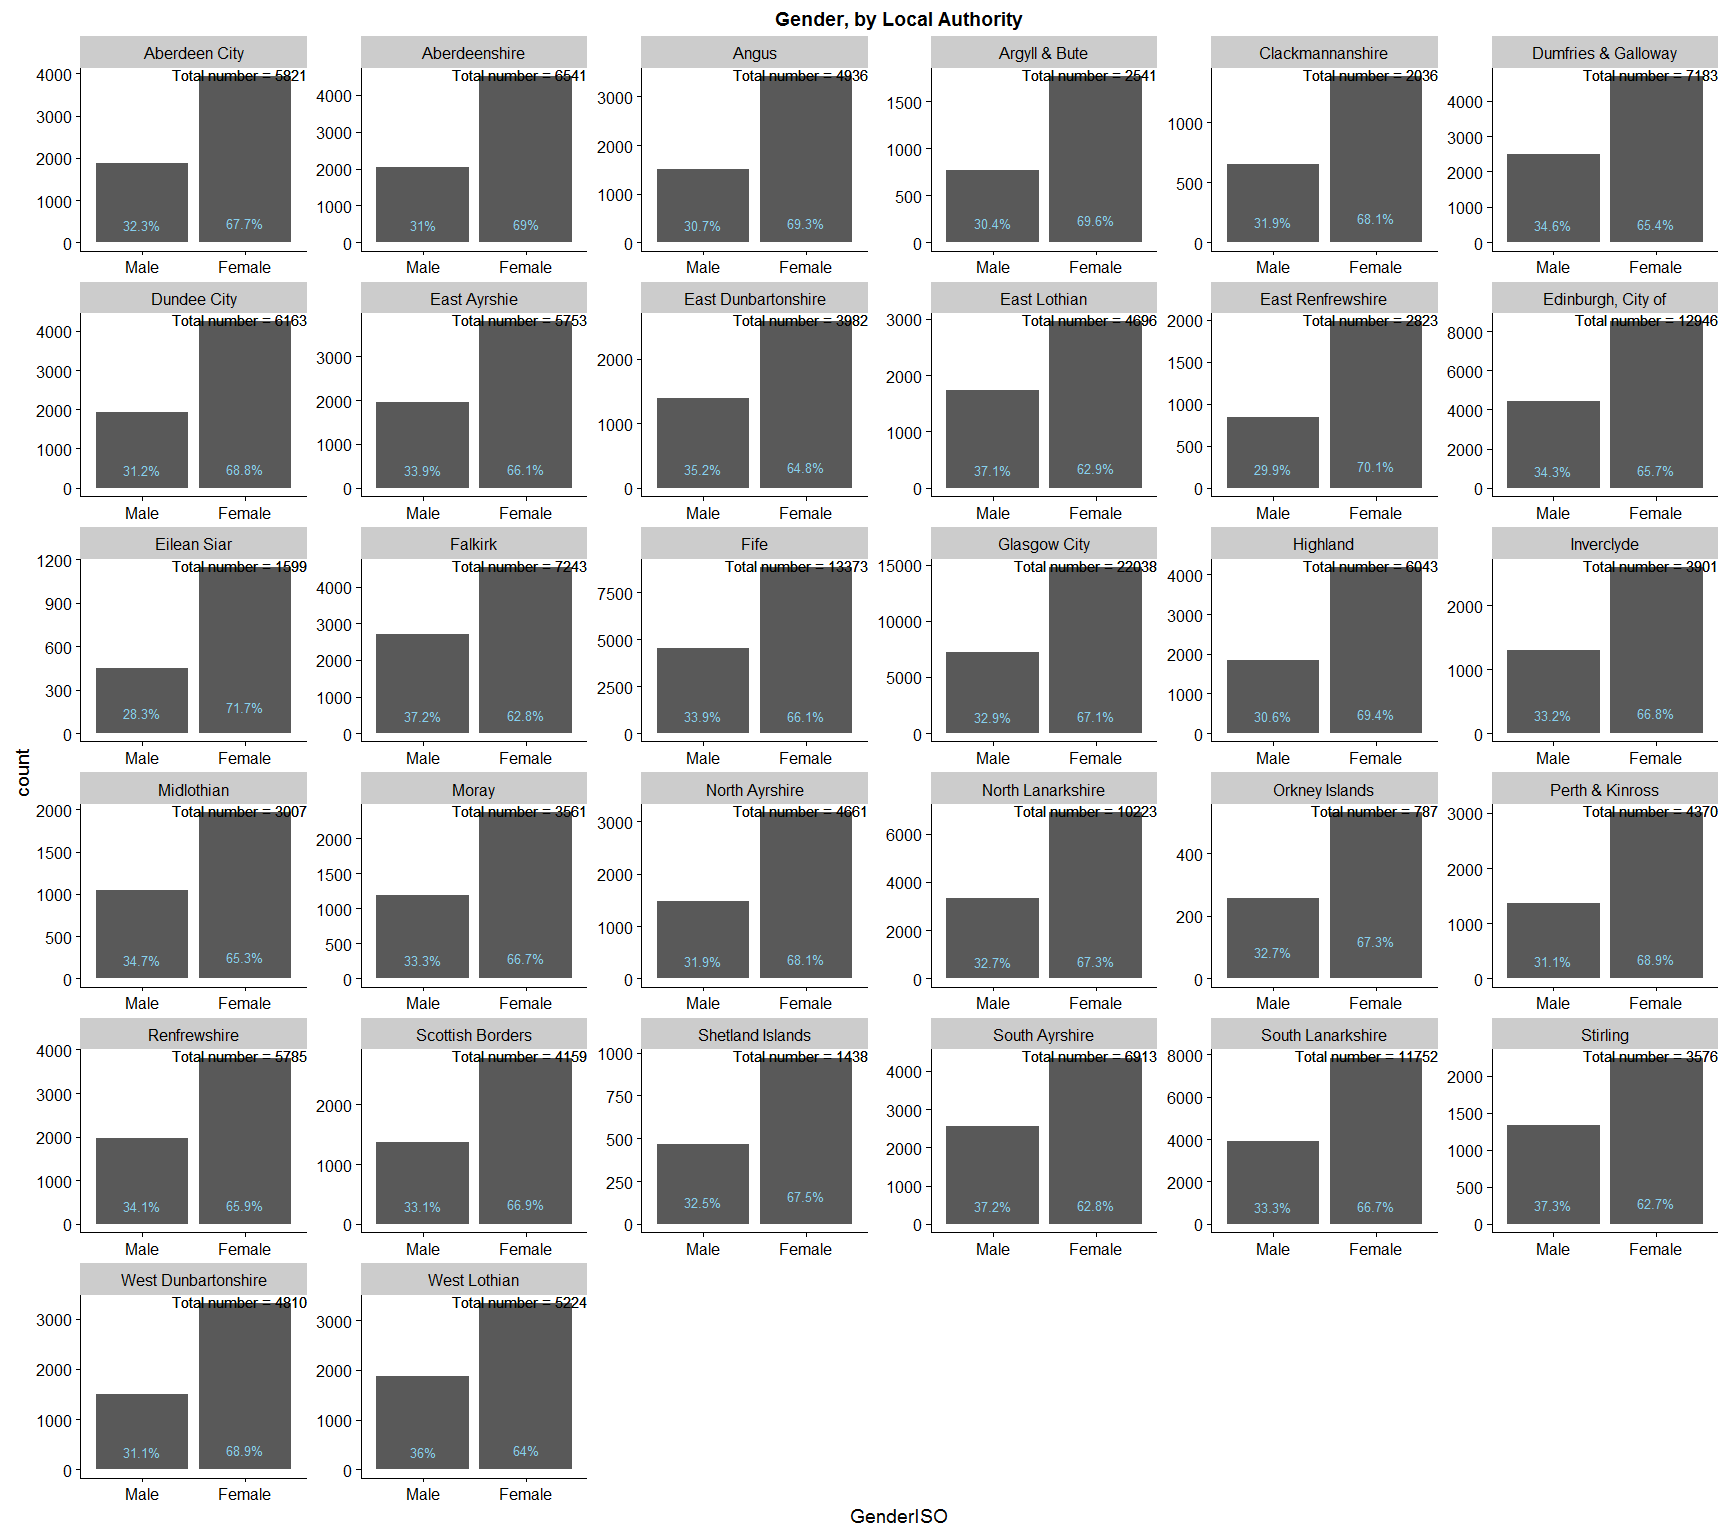 Gender, by Local Authority
Aberdeen City
Aberdeenshire
Angus
Argyll & Bute
Clackmannanshire
Dumfries & Galloway
Total number = 5821
4000
3000
2000
1000
0
32.3%
67.7%
Male
Female
Total number = 6541
4000
3000
2000
1000
0
31%
69%
Male
Female
Total number = 4936
3000
2000
1000
0
30.7%
69.3%
Male
Female
Total number = 2541
1500
1000
500
0
30.4%
69.6%
Male
Female
Total number = 2036
1000
500
0
31.9%
68.1%
Male
Female
Total number = 7183
4000
3000
2000
1000
0
34.6%
65.4%
Male
Female
Dundee City
East Ayrshie
East Dunbartonshire
East Lothian
East Renfrewshire
Edinburgh, City of
Total number = 6163
4000
3000
2000
1000
0
31.2%
68.8%
Male
Female
Total number = 5753
3000
2000
1000
0
33.9%
66.1%
Male
Female
Total number = 3982
2000
1000
0
35.2%
64.8%
Male
Female
Total number = 4696
3000
2000
1000
0
37.1%
62.9%
Male
Female
Total number = 2823
2000
1500
1000
500
0
29.9%
70.1%
Male
Female
Total number = 12946
8000
6000
4000
2000
0
34.3%
65.7%
Male
Female
Eilean Siar
Falkirk
Fife
Glasgow City
Highland
Inverclyde
Total number = 1599
1200
900
600
300
0
28.3%
71.7%
Male
Female
Total number = 7243
4000
3000
2000
1000
0
37.2%
62.8%
Male
Female
Total number = 13373
7500
5000
2500
0
33.9%
66.1%
Male
Female
Total number = 22038
15000
10000
5000
0
32.9%
67.1%
Male
Female
Total number = 6043
4000
3000
2000
1000
0
30.6%
69.4%
Male
Female
Total number = 3901
2000
1000
0
33.2%
66.8%
Male
Female
count
Midlothian
Moray
North Ayrshire
North Lanarkshire
Orkney Islands
Perth & Kinross
Total number = 3007
2000
1500
1000
500
0
34.7%
65.3%
Male
Female
Total number = 3561
2000
1500
1000
500
0
33.3%
66.7%
Male
Female
Total number = 4661
3000
2000
1000
0
31.9%
68.1%
Male
Female
Total number = 10223
6000
4000
2000
0
32.7%
67.3%
Male
Female
Total number = 787
400
200
0
32.7%
67.3%
Male
Female
Total number = 4370
3000
2000
1000
0
31.1%
68.9%
Male
Female
Renfrewshire
Scottish Borders
Shetland Islands
South Ayrshire
South Lanarkshire
Stirling
Total number = 5785
4000
3000
2000
1000
0
34.1%
65.9%
Male
Female
Total number = 4159
2000
1000
0
33.1%
66.9%
Male
Female
Total number = 1438
1000
750
500
250
0
32.5%
67.5%
Male
Female
Total number = 6913
4000
3000
2000
1000
0
37.2%
62.8%
Male
Female
Total number = 11752
8000
6000
4000
2000
0
33.3%
66.7%
Male
Female
Total number = 3576
2000
1500
1000
500
0
37.3%
62.7%
Male
Female
West Dunbartonshire
West Lothian
Total number = 4810
3000
2000
1000
0
31.1%
68.9%
Male
Female
Total number = 5224
3000
2000
1000
0
36%
64%
Male
Female
GenderISO